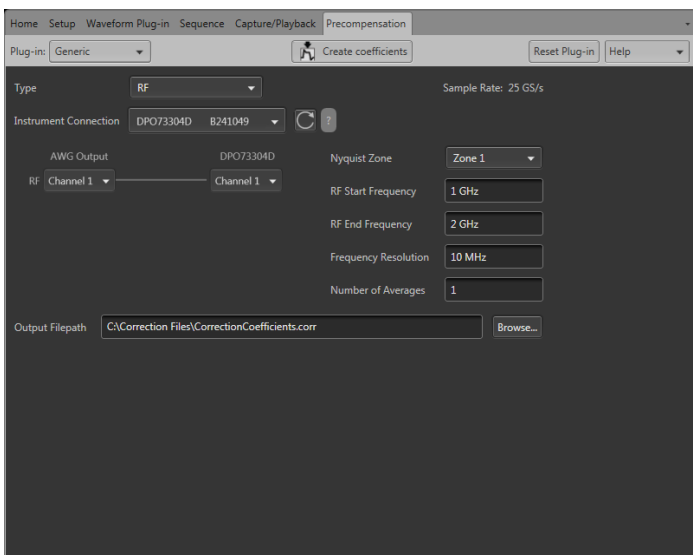 Home Setup Waveform Plug-in Sequence Capture/Playback Precompensation
Plug-in: Generic Create coefficients Reset Plug-in Help
Type RF Sample Rate: 25 GS/s
Instrument Connection DPO73304D B241049 ?
AWG Output DPO73304D Nyquist Zone Zone 1
RF Channel 1 Channel 1
RF Start Frequency 1 GHz
RF End Frequency 2 GHz
Frequency Resolution 10 MHz
Number of Averages 1
Output Filepath C:\Correction Files\CorrectionCoefficients.corr Browse...